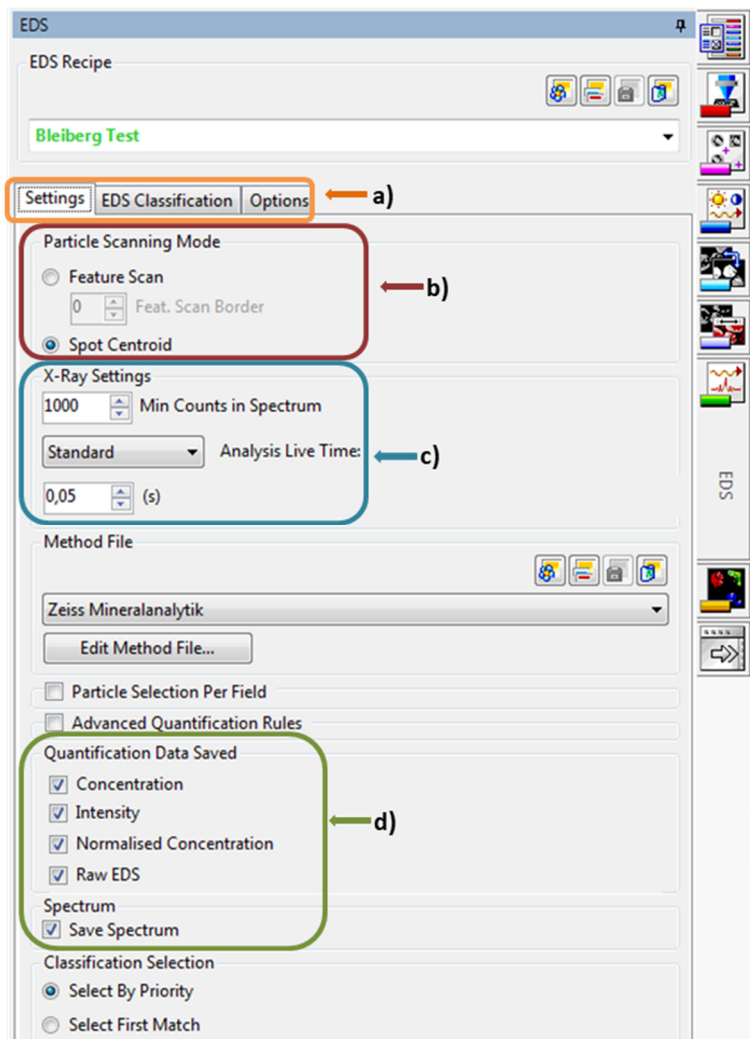 EDS
EDS Recipe
Bleiberg Test
Settings EDS Classification Options a)
Particle Scanning Mode
Feature Scan
0 Feat. Scan Border
b)
Spot Centroid
X-Ray Settings
1000 Min Counts in Spectrum
Standard Analysis Live Time: c)
0,05 (s)
EDS
Method File
Zeiss Mineralanalytik
Edit Method File...
Particle Selection Per Field
Advanced Quantification Rules
Quantification Data Saved
Concentration
Intensity
d)
Normalised Concentration
Raw EDS
Spectrum
Save Spectrum
Classification Selection
Select By Priority
Select First Match